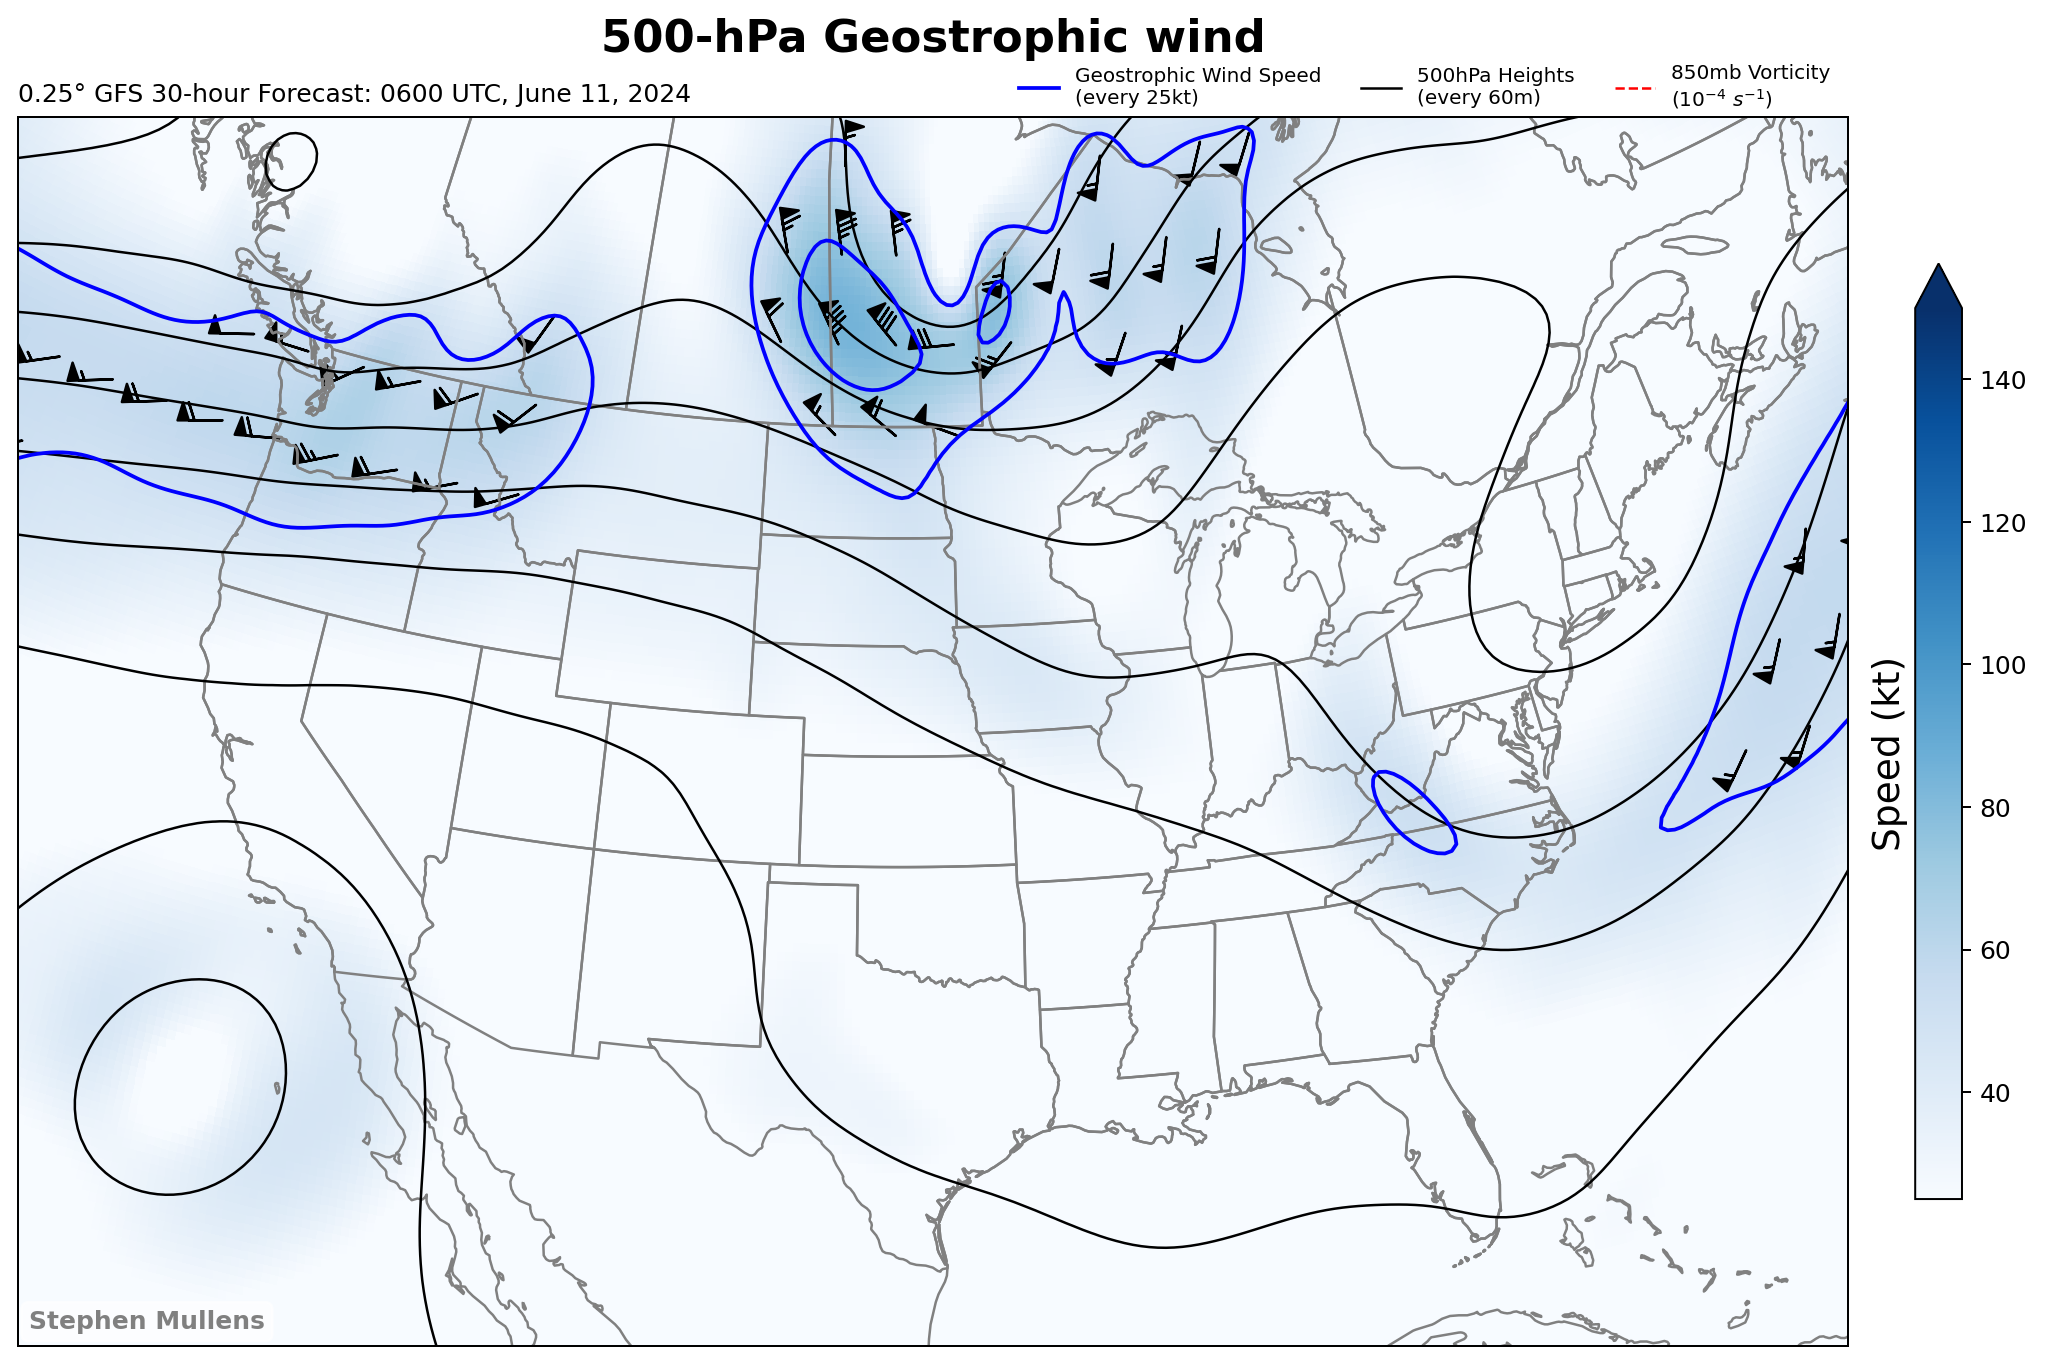 500-hPa Geostrophic wind
0.25° GFS 30-hour Forecast: 0600 UTC, June 11, 2024
Geostrophic Wind Speed
(every 25kt)
500hPa Heights
(every 60m)
850mb Vorticity
(10⁻⁴ s⁻¹)
140
120
100
80
60
40
Speed (kt)
Stephen Mullens